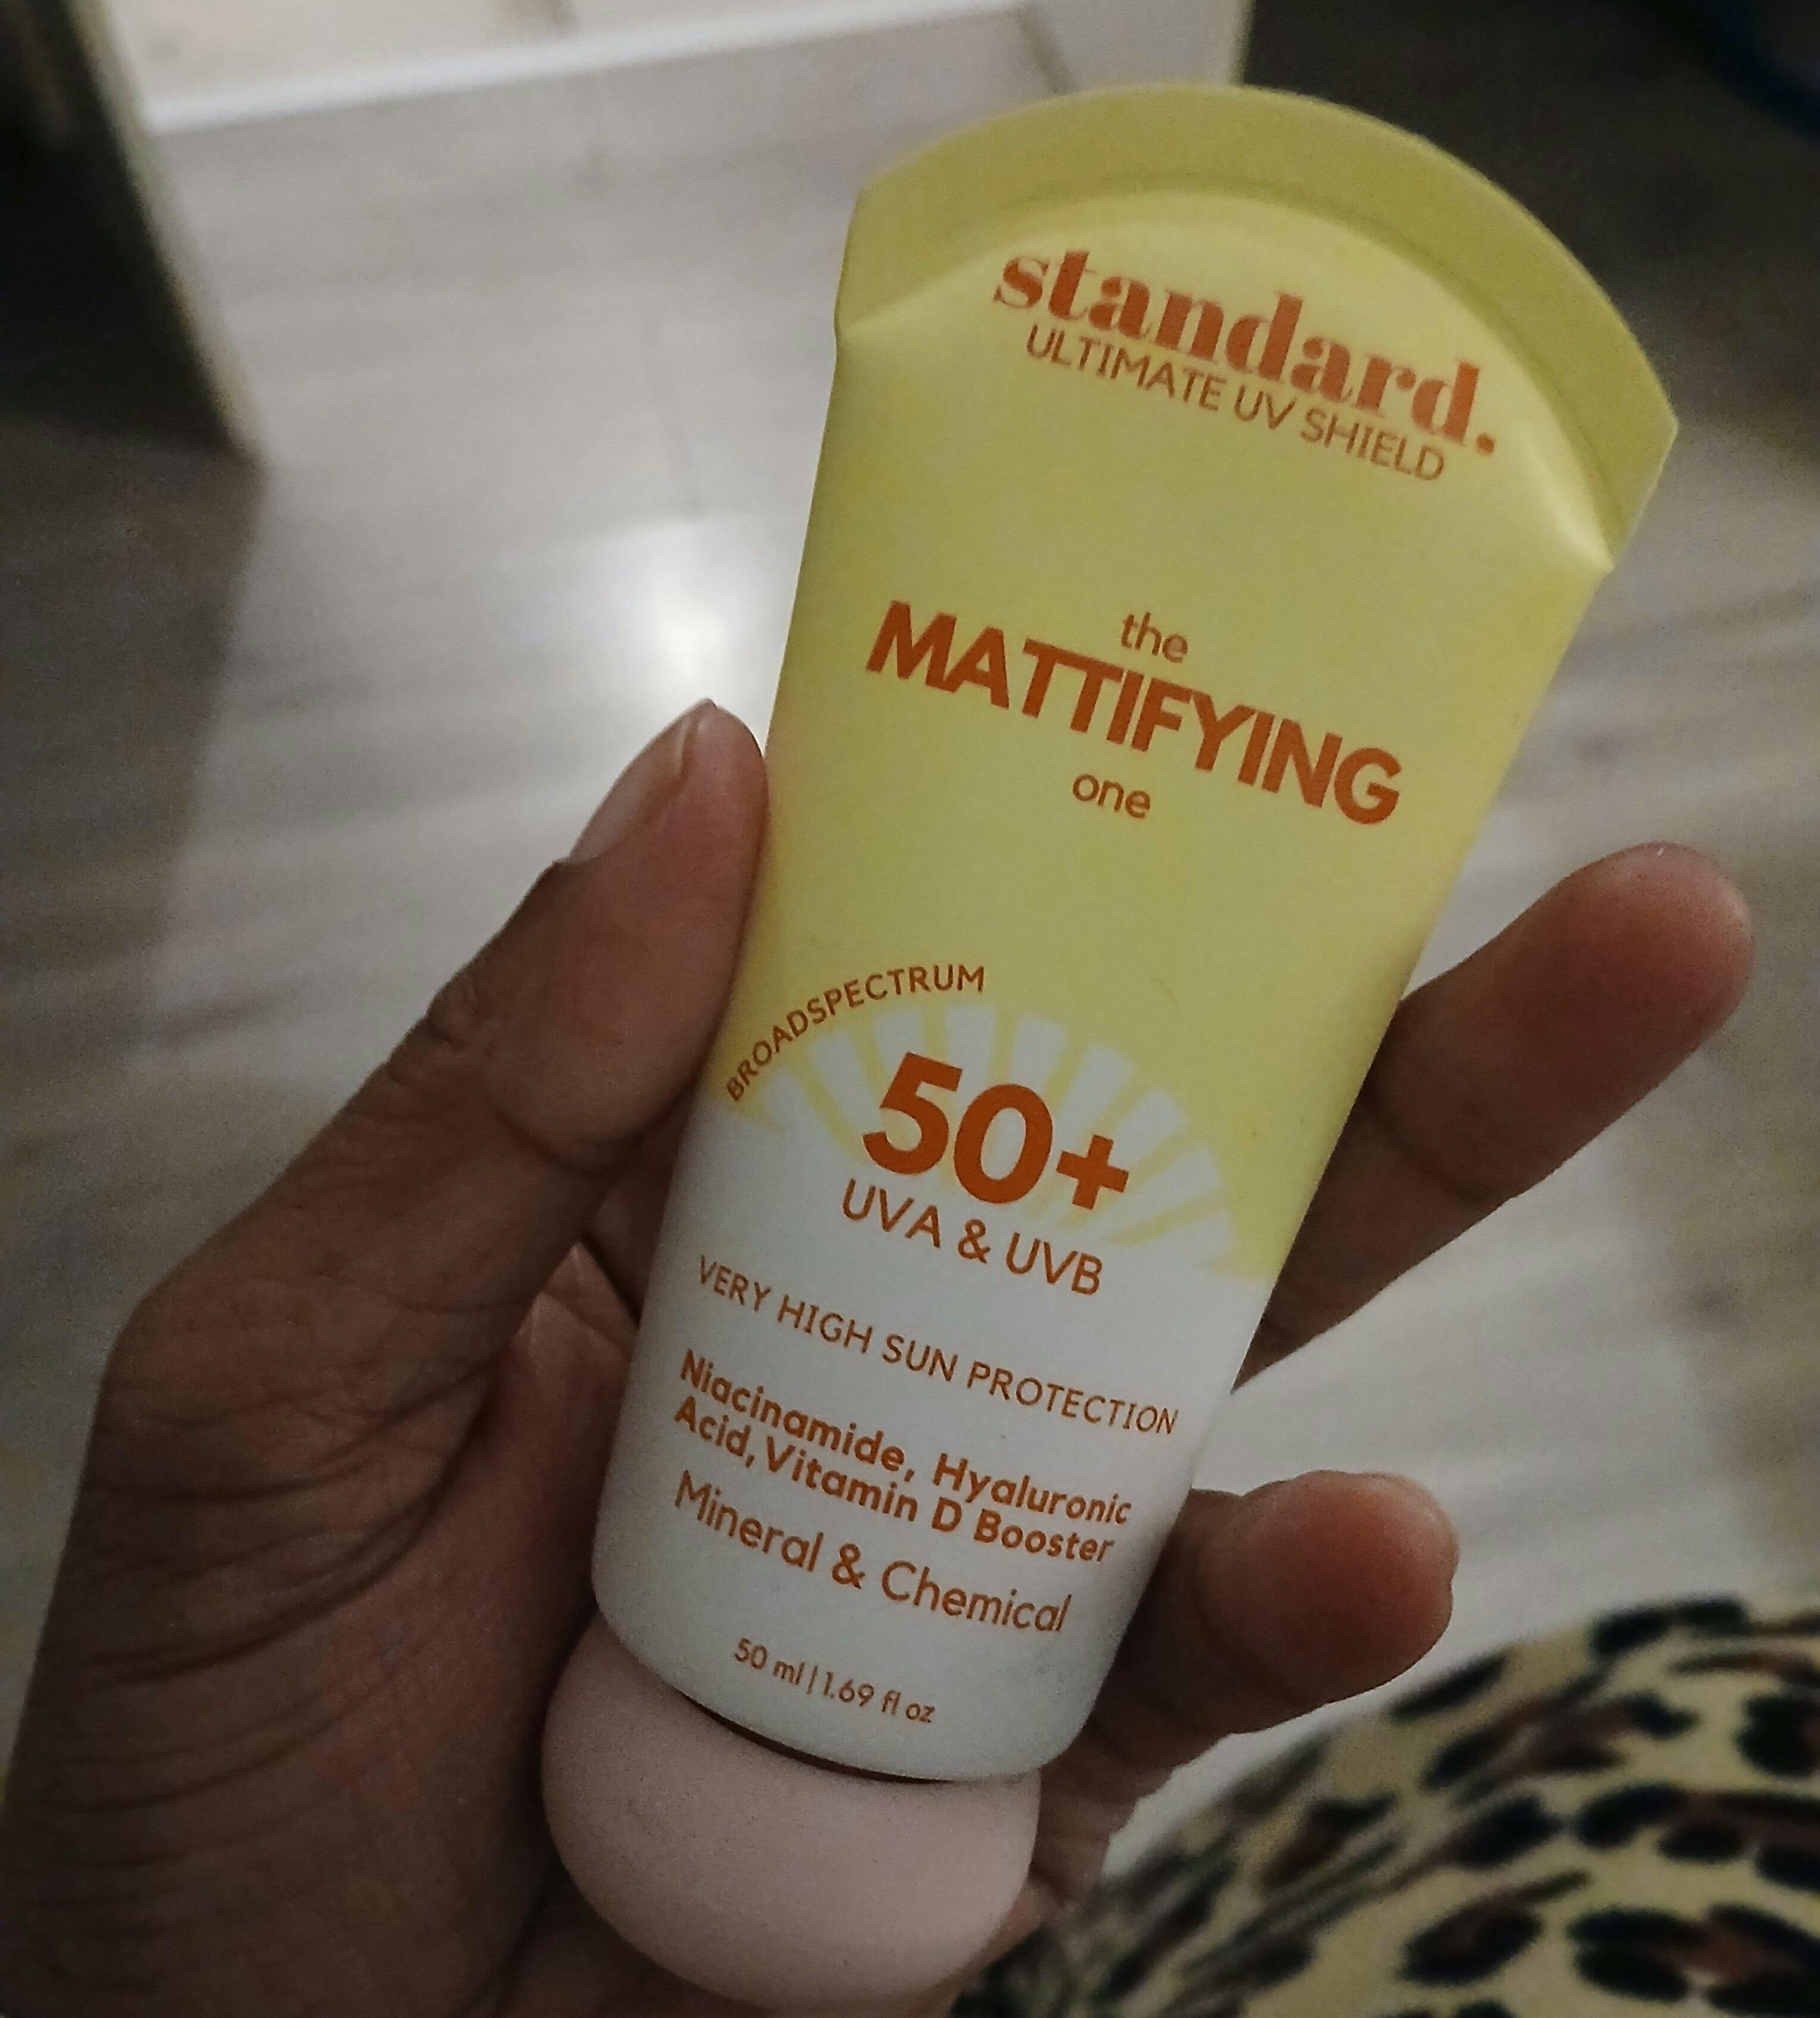 standard.
ULTIMATE UV SHIELD
the
MATTIFYING
one
BROADSPECTRUM
50+
UVA & UVB
VERY HIGH SUN PROTECTION
Niacinamide, Hyaluronic
Acid, Vitamin D Booster
Mineral & Chemical
50 ml | 1.69 fl oz